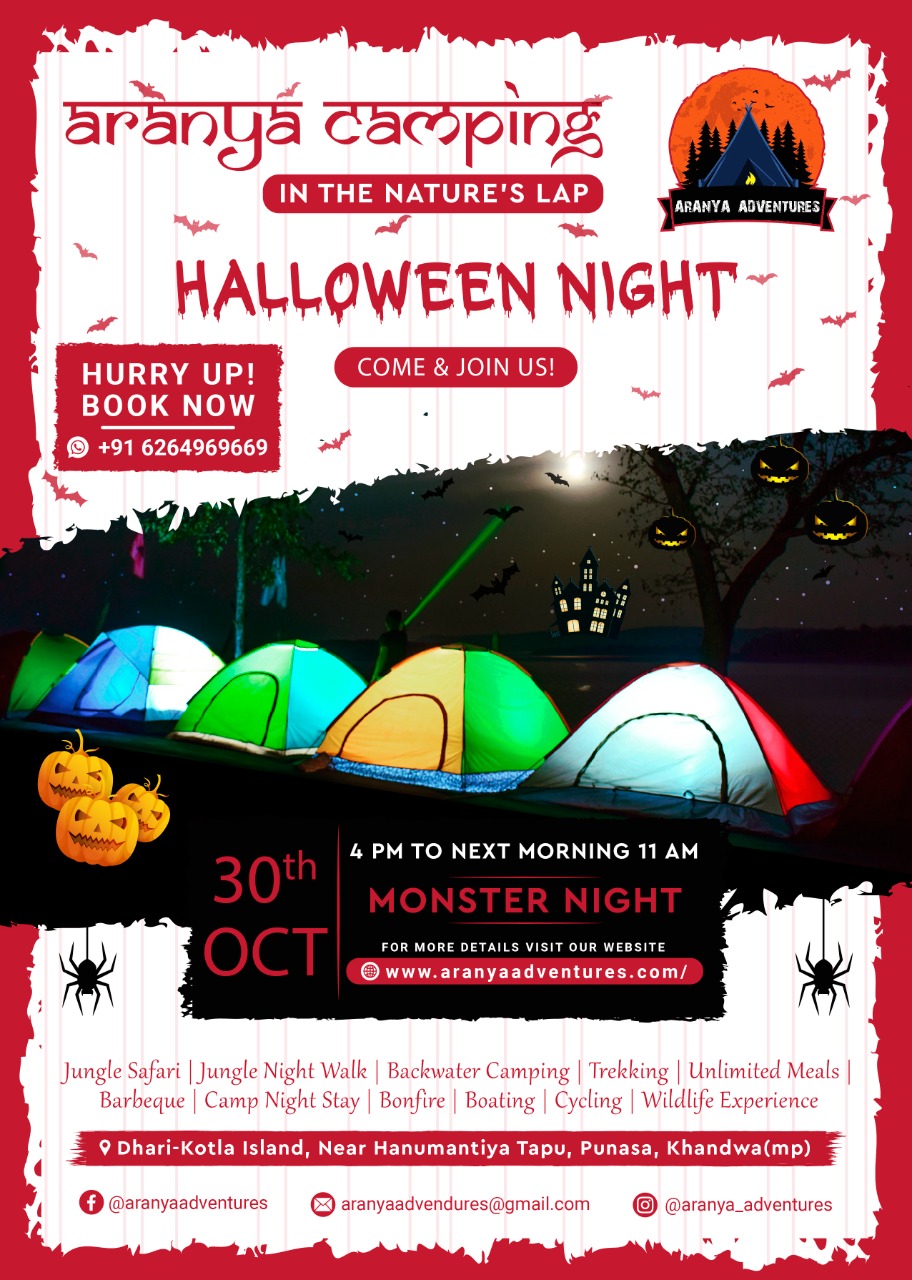 aranya camping
IN THE NATURE'S LAP
ARANYA ADVENTURES
HALLOWEEN NIGHT
COME & JOIN US!
HURRY UP!
BOOK NOW
+91 6264969669
30th
OCT
4 PM TO NEXT MORNING 11 AM
MONSTER NIGHT
FOR MORE DETAILS VISIT OUR WEBSITE
www.aranyaadventures.com/
Jungle Safari | Jungle Night Walk | Backwater Camping | Trekking | Unlimited Meals |
Barbeque | Camp Night Stay | Bonfire | Boating | Cycling | Wildlife Experience
Dhari-Kotla Island, Near Hanumantiya Tapu, Punasa, Khandwa(mp)
@aranyaadventures
aranyaadvendures@gmail.com
@aranya_adventures